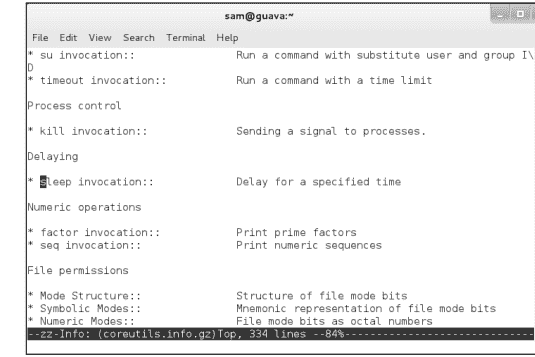 sam@guava:~
File Edit View Search Terminal Help
* su invocation:: Run a command with substitute user and group I\
D
* timeout invocation:: Run a command with a time limit
Process control
* kill invocation:: Sending a signal to processes.
Delaying
* sleep invocation:: Delay for a specified time
Numeric operations
* factor invocation:: Print prime factors
* seq invocation:: Print numeric sequences
File permissions
* Mode Structure:: Structure of file mode bits
* Symbolic Modes:: Mnemonic representation of file mode bits
* Numeric Modes:: File mode bits as octal numbers
--zz-Info: (coreutils.info.gz)Top, 334 lines --84%-----------------------------